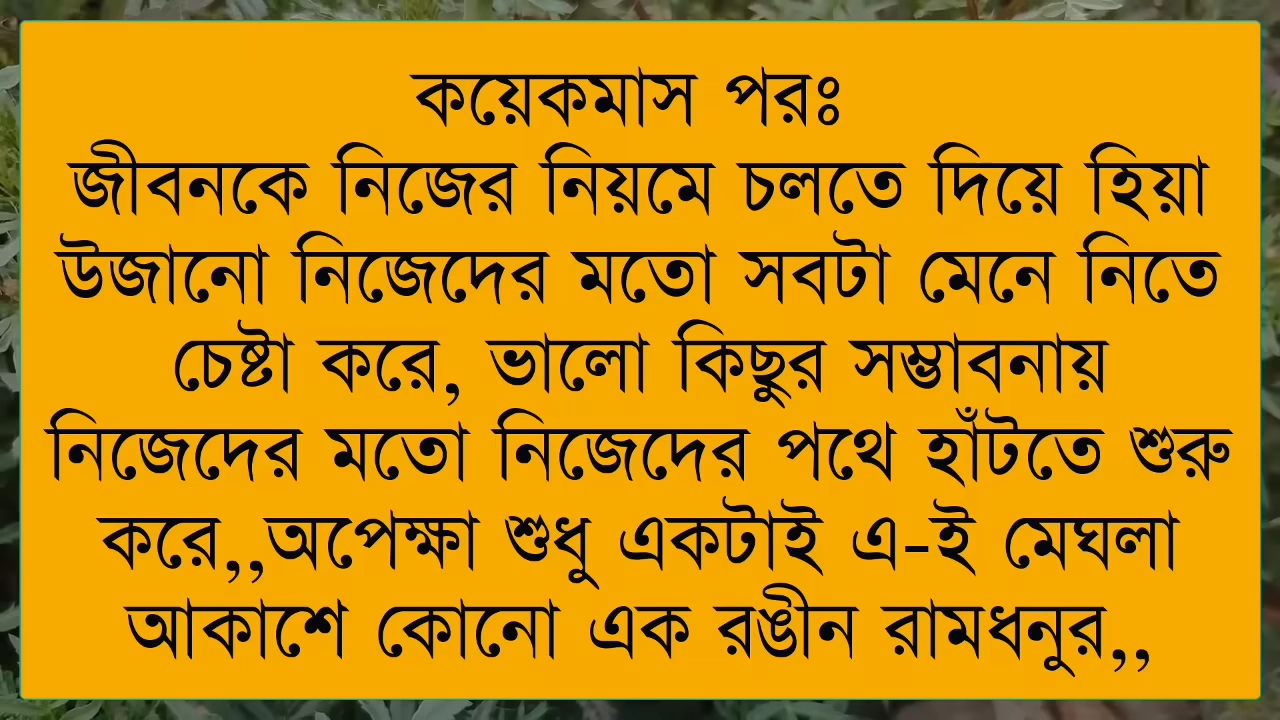 কয়েকমাস পরঃ
জীবনকে নিজের নিয়মে চলতে দিয়ে হিয়া
উজানো নিজেদের মতো সবটা মেনে নিতে
চেষ্টা করে, ভালো কিছুর সম্ভাবনায়
নিজেদের মতো নিজেদের পথে হাঁটতে শুরু
করে,,অপেক্ষা শুধু একটাই এ-ই মেঘলা
আকাশে কোনো এক রঙীন রামধনুর,,